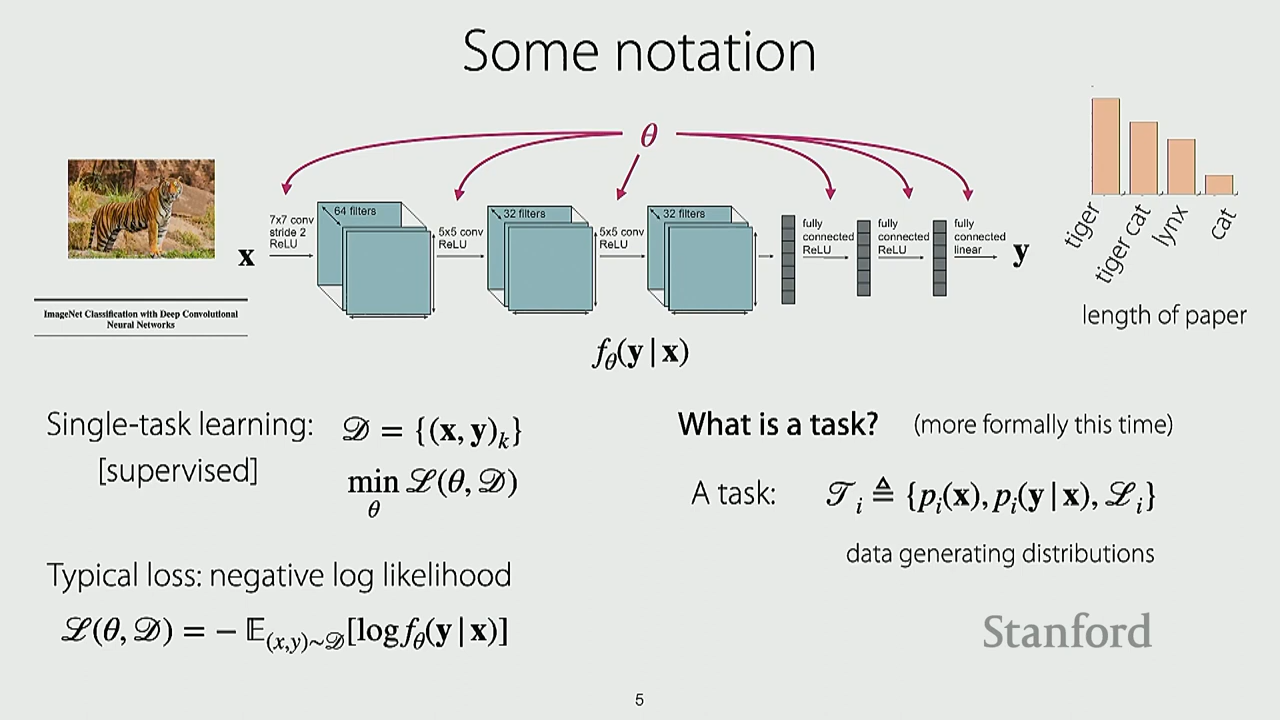 Some notation
θ
tiger
tiger cat
lynx
cat
length of paper
x
7x7 conv
stride 2
ReLU
64 filters
5x5 conv
ReLU
32 filters
5x5 conv
ReLU
32 filters
fully
connected
ReLU
fully
connected
ReLU
fully
connected
linear
y
ImageNet Classification with Deep Convolutional
Neural Networks
f_θ(y | x)
Single-task learning: 𝒟 = {(x, y)_k}
[supervised]
min_θ ℒ(θ, 𝒟)
Typical loss: negative log likelihood
ℒ(θ, 𝒟) = − 𝔼_(x,y)∼𝒟[log f_θ(y | x)]
What is a task? (more formally this time)
A task: 𝒯_i ≜ {p_i(x), p_i(y | x), ℒ_i}
data generating distributions
Stanford
5